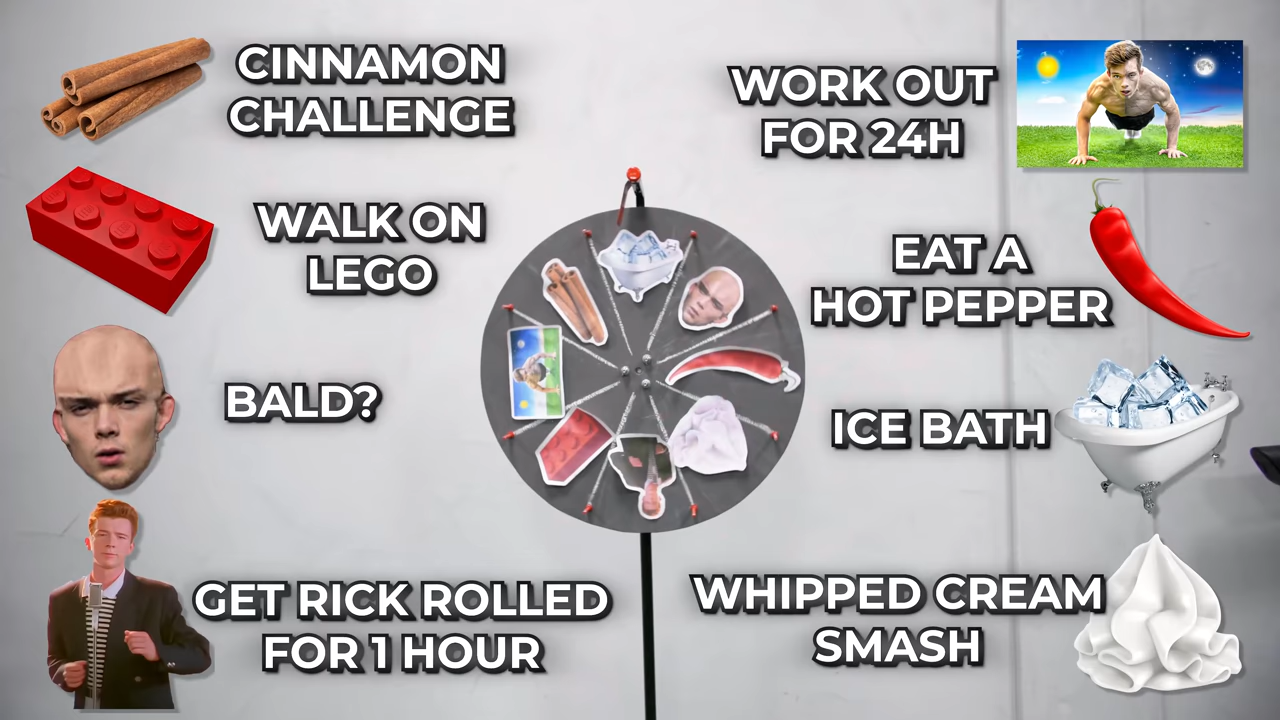 CINNAMON
CHALLENGE
WALK ON
LEGO
BALD?
GET RICK ROLLED
FOR 1 HOUR
WORK OUT
FOR 24H
EAT A
HOT PEPPER
ICE BATH
WHIPPED CREAM
SMASH